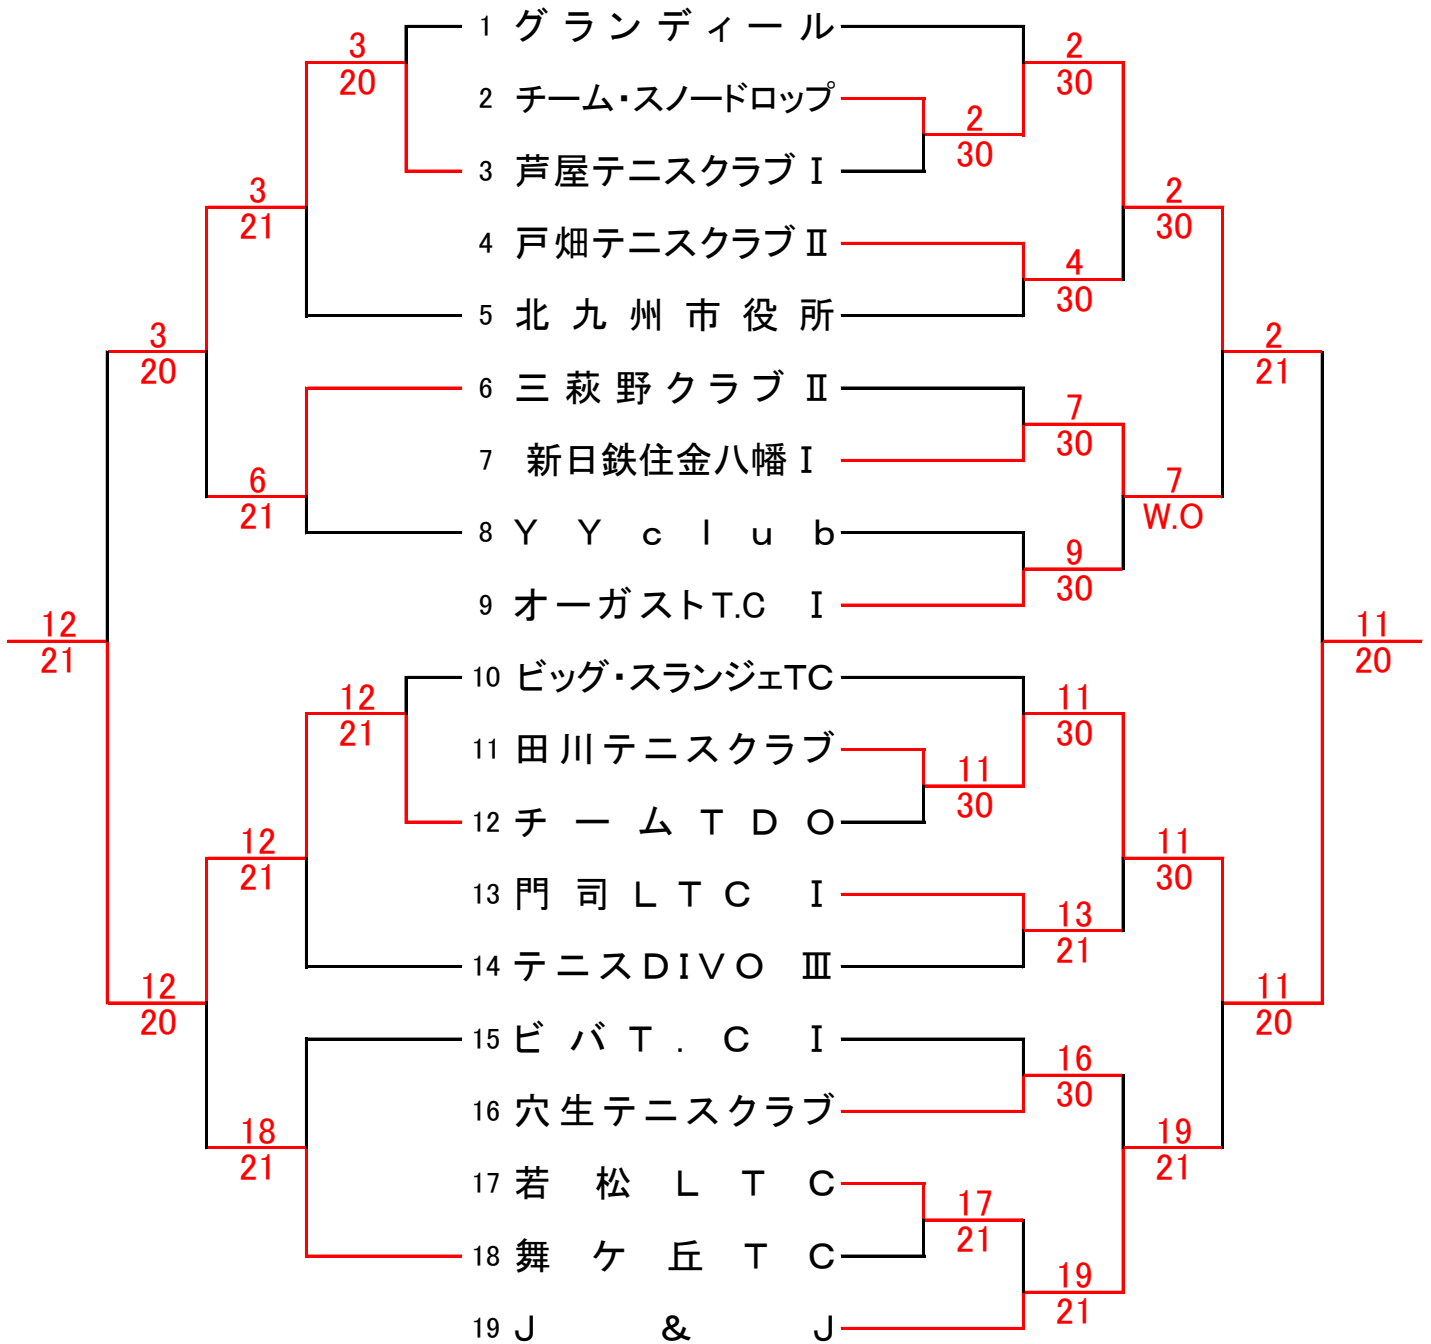 1 グランディール
3
20
2
30
2 チーム・スノードロップ
2
30
3 芦屋テニスクラブ Ⅰ
3
21
2
30
4 戸畑テニスクラブ Ⅱ
4
30
5 北九州市役所
3
20
2
21
6 三萩野クラブ Ⅱ
7
30
7 新日鉄住金八幡 Ⅰ
6
21
7
W.O
8 YYclub
9
30
9 オーガストT.C Ⅰ
12
21
11
20
10 ビッグ・スランジェTC
12
21
11
30
11 田川テニスクラブ
11
30
12 チームTDO
12
21
11
30
13 門司LTC Ⅰ
13
21
14 テニスDIVO Ⅲ
12
20
11
20
15 ビバT.C Ⅰ
16
30
16 穴生テニスクラブ
18
21
19
21
17 若松LTC
17
21
18 舞ケ丘TC
19
21
19 J&J